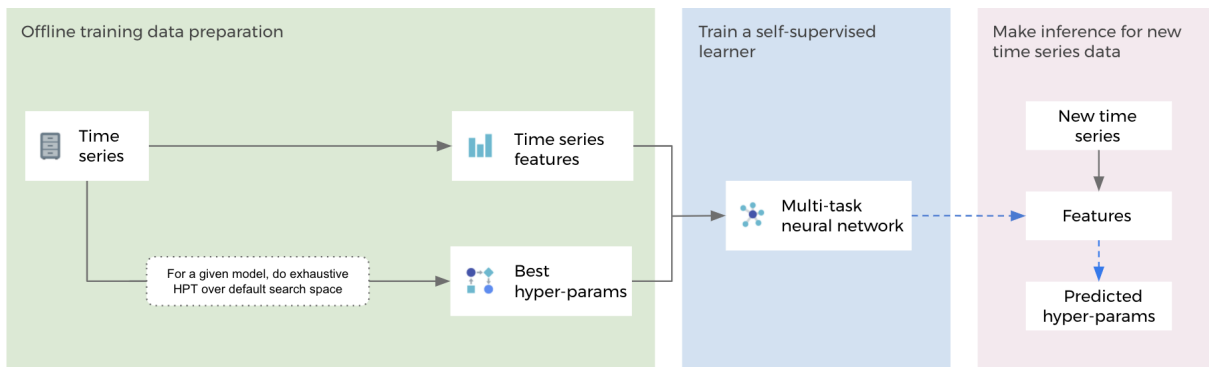 Offline training data preparation
Time
series
Time series
features
For a given model, do exhaustive
HPT over default search space
Best
hyper-params
Train a self-supervised
learner
Multi-task
neural network
Make inference for new
time series data
New time
series
Features
Predicted
hyper-params